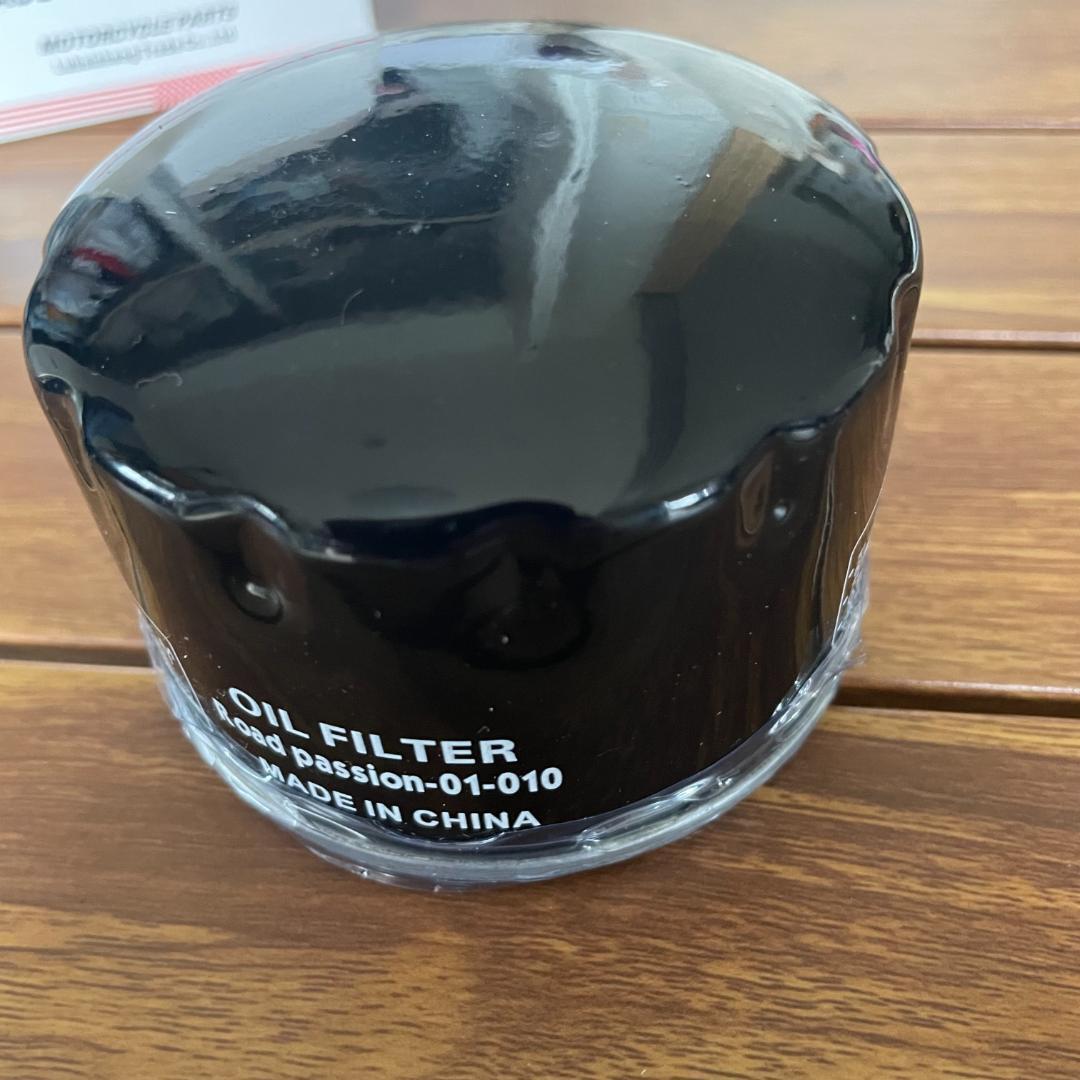 MOTORCYCLE PARTS
OIL FILTER
Road passion-01-010
MADE IN CHINA